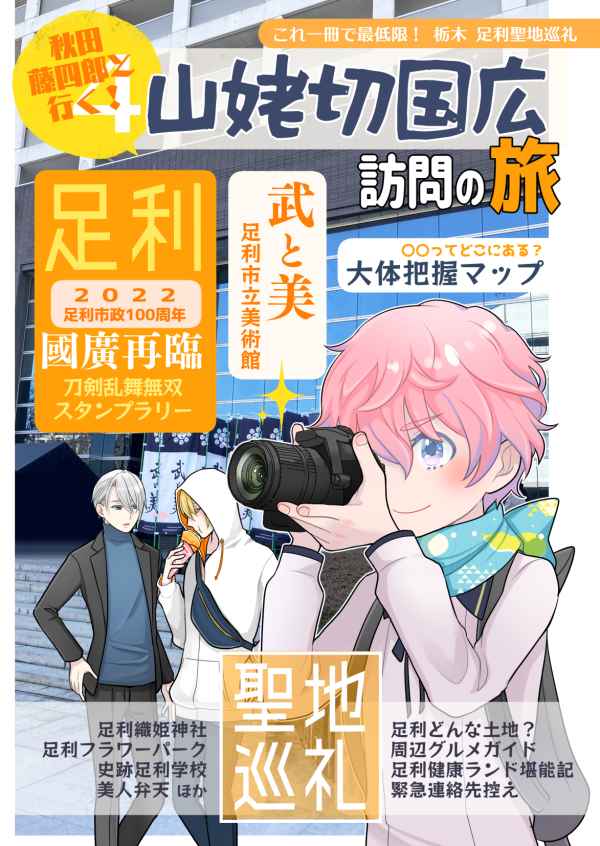 これ一冊で最低限! 栃木 足利聖地巡礼
秋田
藤四郎と
行く!
山姥切国広
訪問の旅
足利
2022
足利市政100周年
國廣再臨
刀剣乱舞無双
スタンプラリー
武と美
足利市立美術館
〇〇ってどこにある?
大体把握マップ
武と美
聖地
巡礼
足利織姫神社
足利フラワーパーク
史跡足利学校
美人弁天 ほか
足利どんな土地?
周辺グルメガイド
足利健康ランド堪能記
緊急連絡先控え